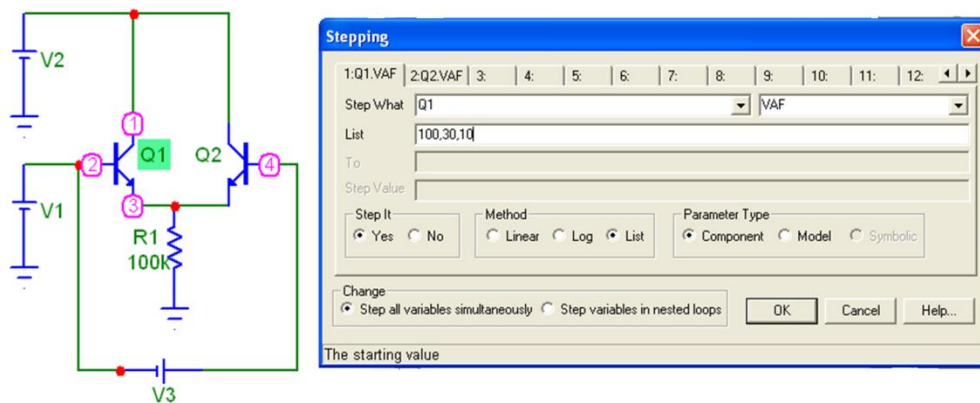 V2
1
Q1
Q2
2
4
3
V1
R1
100k
V3
Stepping
1:Q1.VAF 2:Q2.VAF 3: 4: 5: 6: 7: 8: 9: 10: 11: 12:
Step What Q1 VAF
List 100,30,10
To
Step Value
Step It
Yes No
Method
Linear Log List
Parameter Type
Component Model Symbolic
Change
Step all variables simultaneously Step variables in nested loops
OK Cancel Help...
The starting value